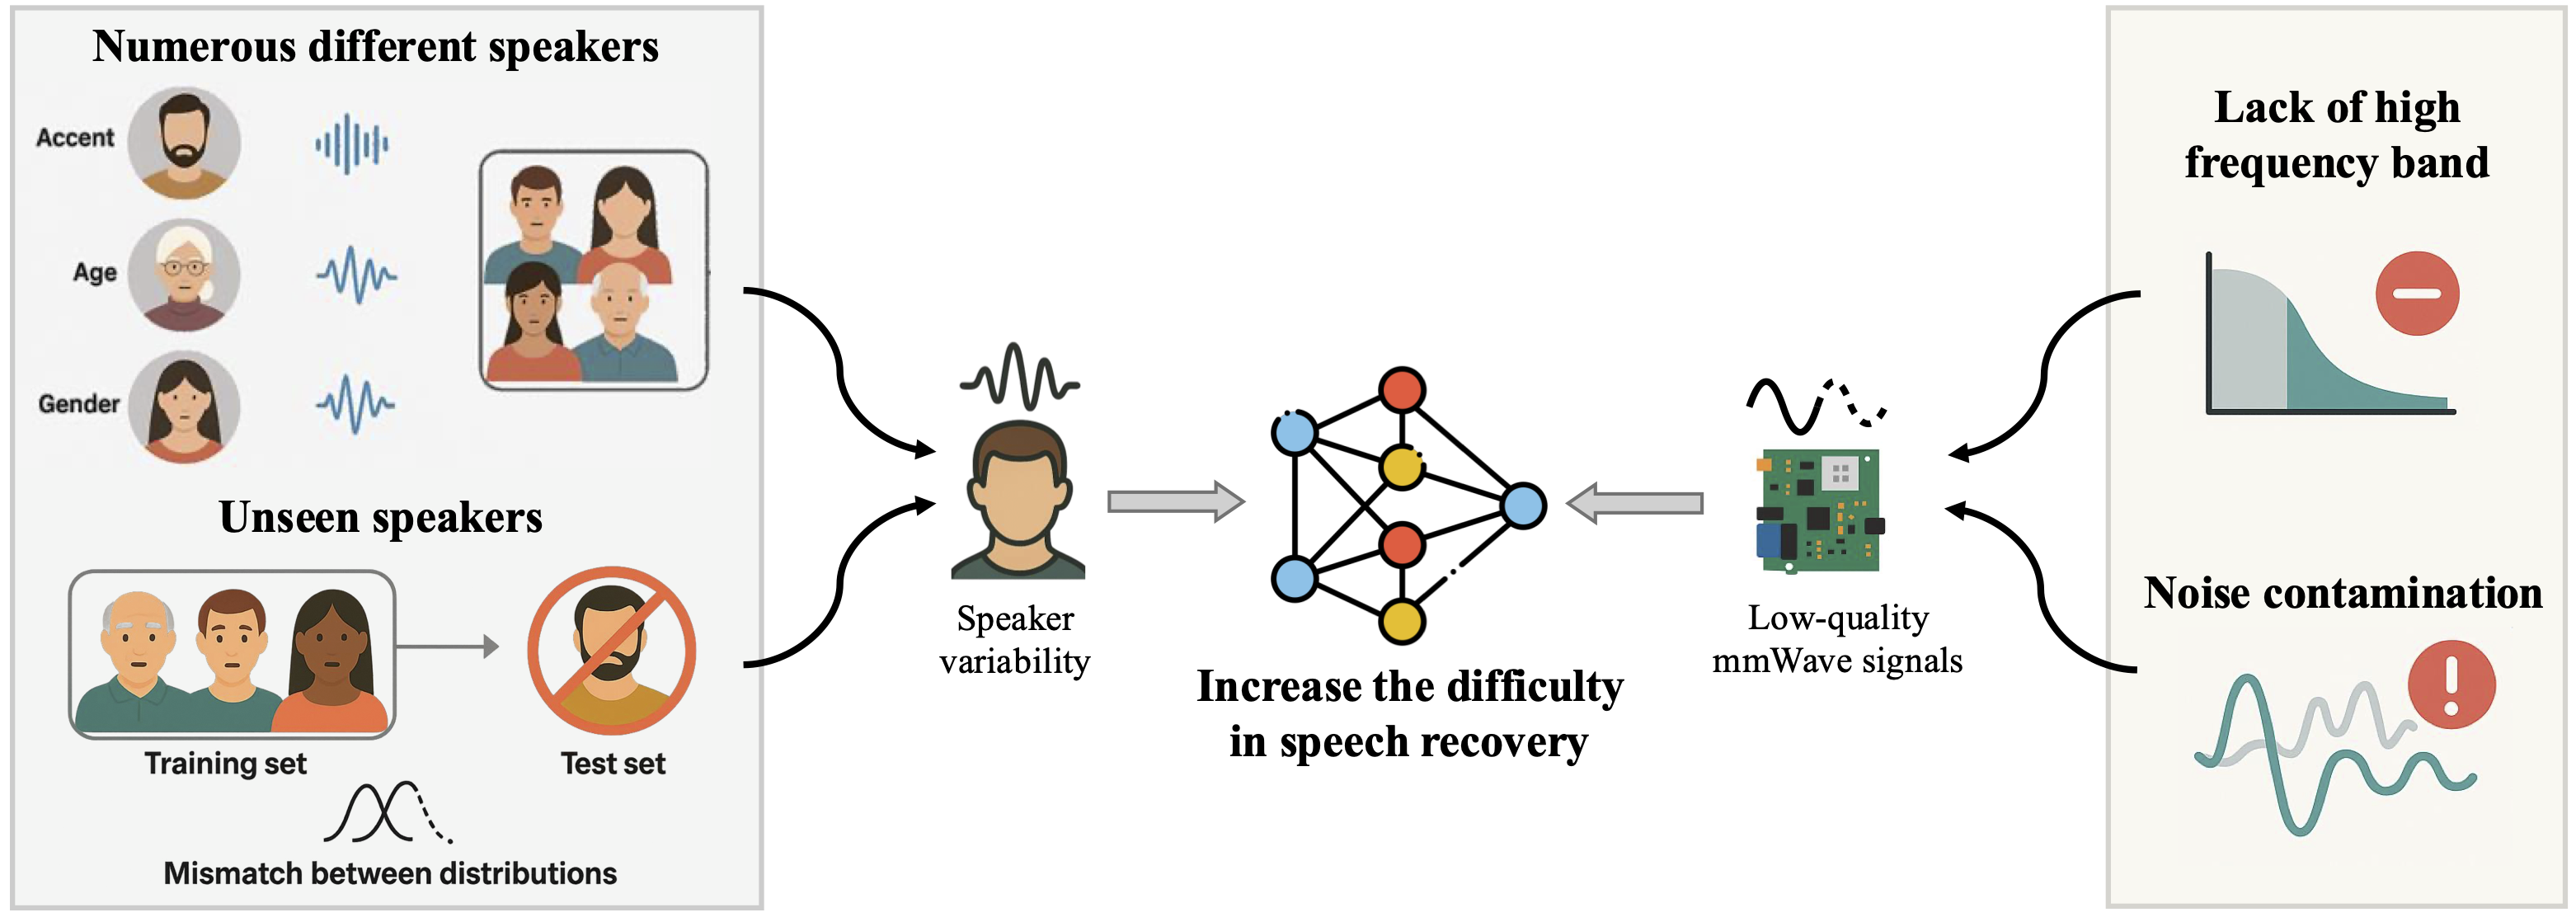 Numerous different speakers
Accent
Age
Gender
Unseen speakers
Training set
Test set
Mismatch between distributions
Speaker
variability
Increase the difficulty
in speech recovery
Low-quality
mmWave signals
Lack of high
frequency band
Noise contamination